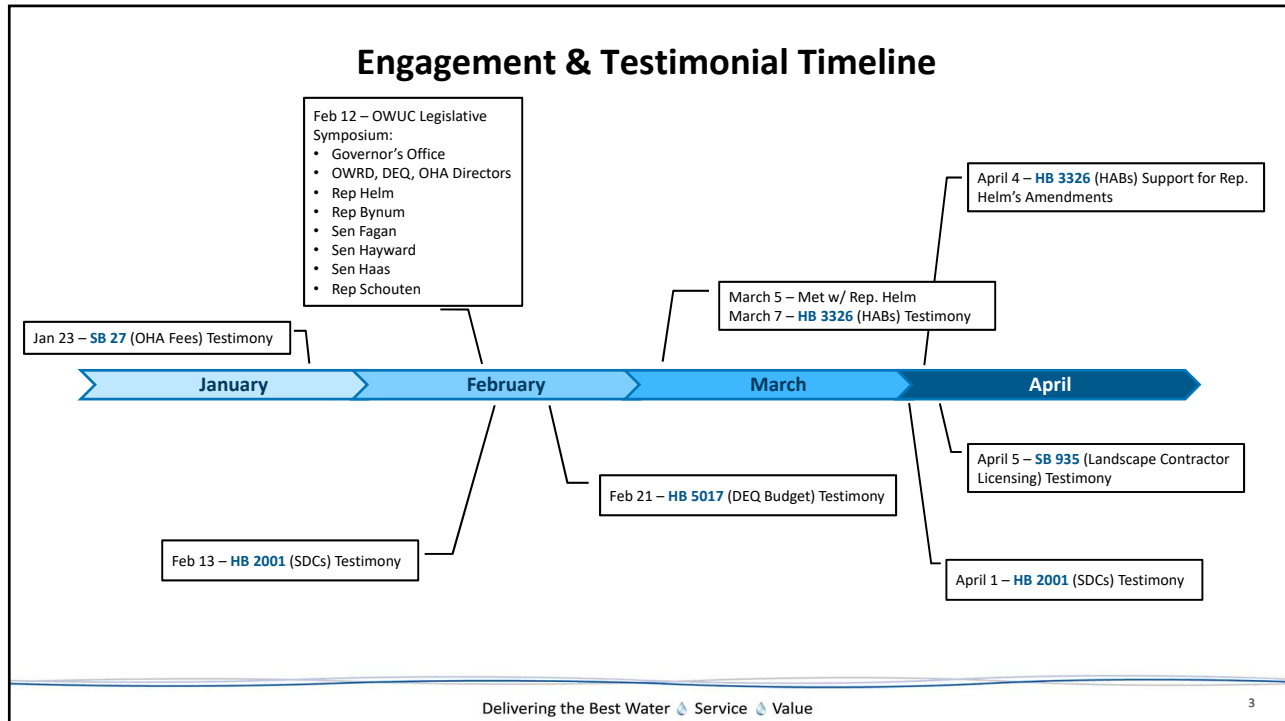 Engagement & Testimonial Timeline
Feb 12 – OWUC Legislative
Symposium:
• Governor's Office
• OWRD, DEQ, OHA Directors
• Rep Helm
• Rep Bynum
• Sen Fagan
• Sen Hayward
• Sen Haas
• Rep Schouten
April 4 – HB 3326 (HABs) Support for Rep.
Helm's Amendments
March 5 – Met w/ Rep. Helm
March 7 – HB 3326 (HABs) Testimony
Jan 23 – SB 27 (OHA Fees) Testimony
January
February
March
April
April 5 – SB 935 (Landscape Contractor
Licensing) Testimony
Feb 21 – HB 5017 (DEQ Budget) Testimony
Feb 13 – HB 2001 (SDCs) Testimony
April 1 – HB 2001 (SDCs) Testimony
Delivering the Best Water Service Value
3